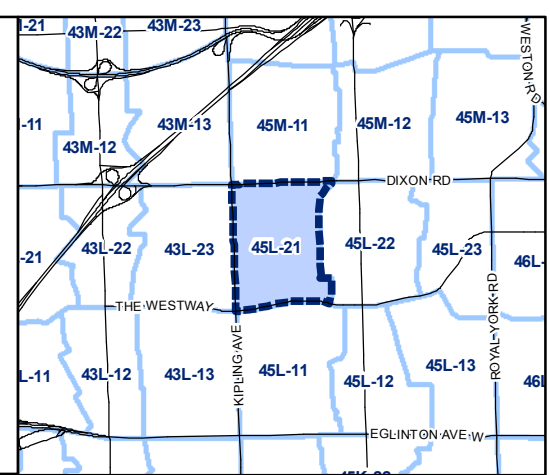 -21
43M-22
43M-23
WESTON RD
-11
43M-12
43M-13
45M-11
45M-12
45M-13
DIXON RD
-21
43L-22
43L-23
45L-21
45L-22
45L-23
46L-
THE WESTWAY
KIPLING AVE
ROYAL YORK RD
L-11
43L-12
43L-13
45L-11
45L-12
45L-13
46L
EGLINTON AVE W